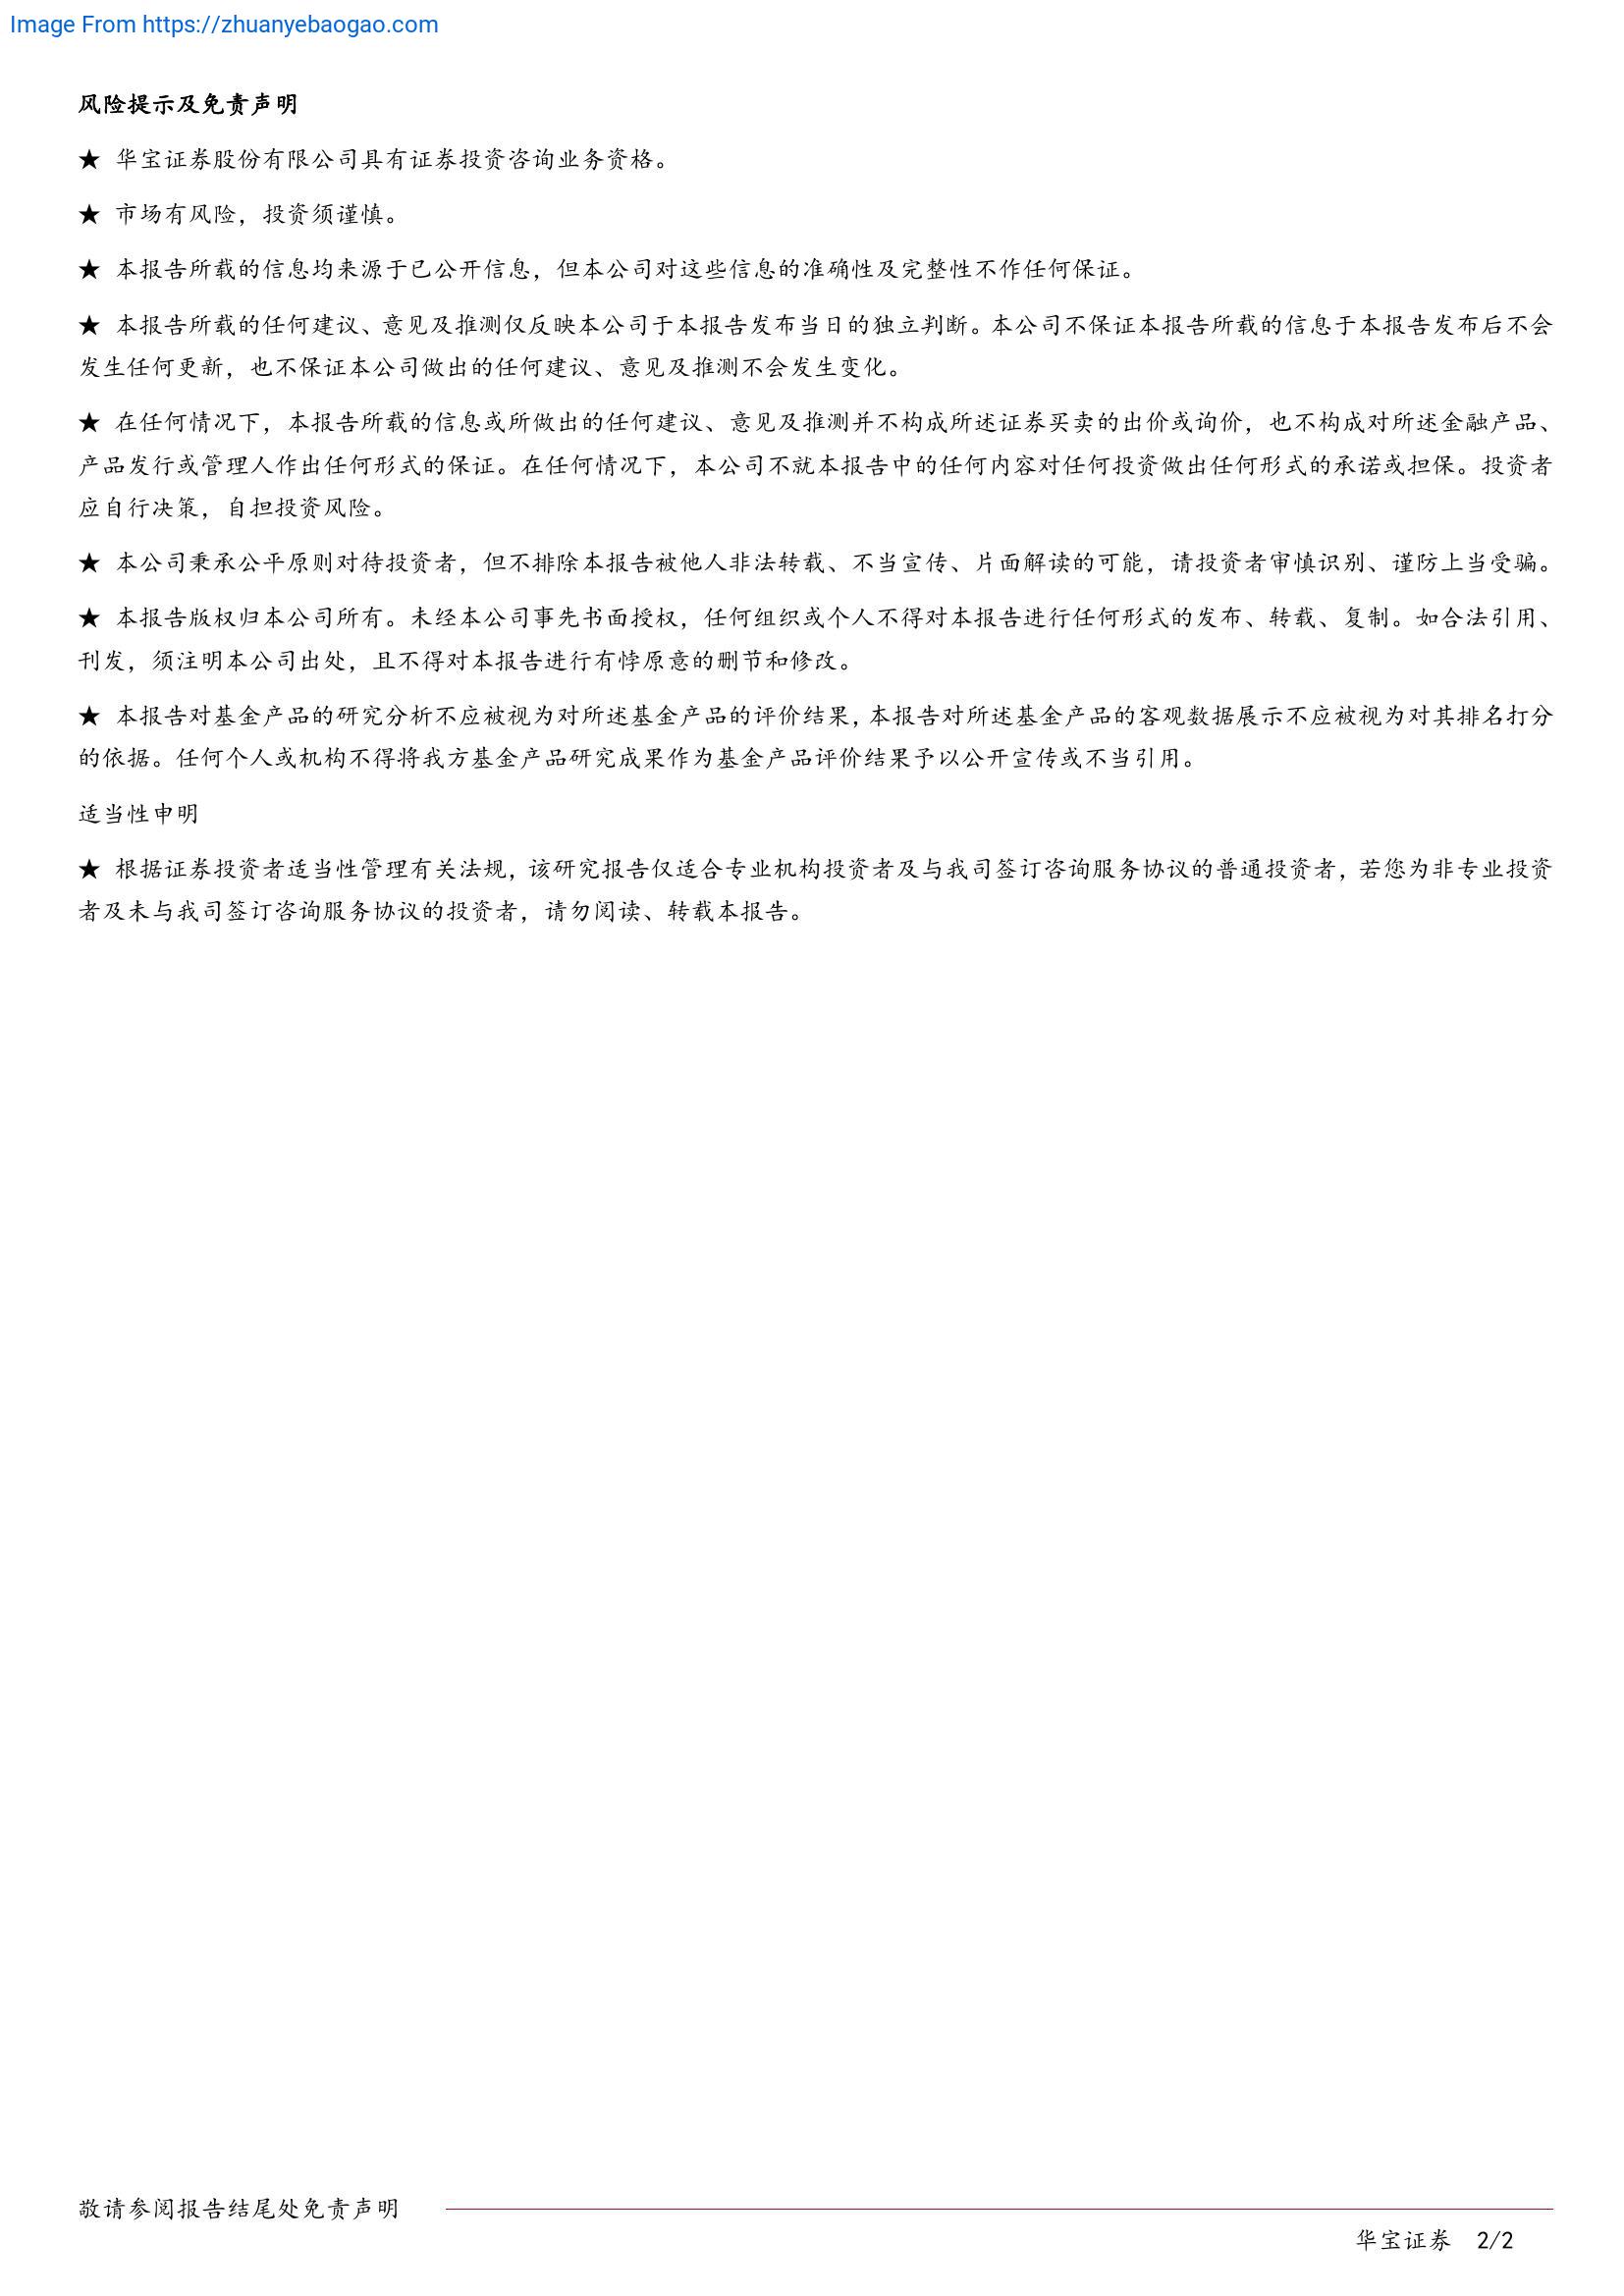 Image From https://zhuanyebaogao.com
风险提示及免责声明
★ 华宝证券股份有限公司具有证券投资咨询业务资格。
★ 市场有风险，投资须谨慎。
★ 本报告所载的信息均来源于已公开信息，但本公司对这些信息的准确性及完整性不作任何保证。
★ 本报告所载的任何建议、意见及推测仅反映本公司于本报告发布当日的独立判断。本公司不保证本报告所载的信息于本报告发布后不会
发生任何更新，也不保证本公司做出的任何建议、意见及推测不会发生变化。
★ 在任何情况下，本报告所载的信息或所做出的任何建议、意见及推测并不构成所述证券买卖的出价或询价，也不构成对所述金融产品、
产品发行或管理人作出任何形式的保证。在任何情况下，本公司不就本报告中的任何内容对任何投资做出任何形式的承诺或担保。投资者
应自行决策，自担投资风险。
★ 本公司秉承公平原则对待投资者，但不排除本报告被他人非法转载、不当宣传、片面解读的可能，请投资者审慎识别、谨防上当受骗。
★ 本报告版权归本公司所有。未经本公司事先书面授权，任何组织或个人不得对本报告进行任何形式的发布、转载、复制。如合法引用、
刊发，须注明本公司出处，且不得对本报告进行有悖原意的删节和修改。
★ 本报告对基金产品的研究分析不应被视为对所述基金产品的评价结果，本报告对所述基金产品的客观数据展示不应被视为对其排名打分
的依据。任何个人或机构不得将我方基金产品研究成果作为基金产品评价结果予以公开宣传或不当引用。
适当性申明
★ 根据证券投资者适当性管理有关法规，该研究报告仅适合专业机构投资者及与我司签订咨询服务协议的普通投资者，若您为非专业投资
者及未与我司签订咨询服务协议的投资者，请勿阅读、转载本报告。
敬请参阅报告结尾处免责声明
华宝证券 2/2